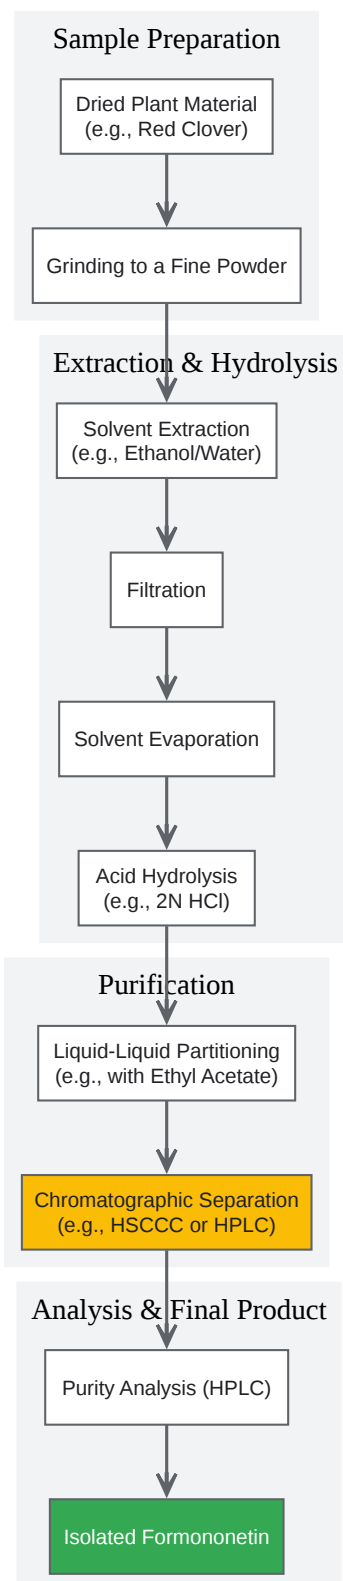 Sample Preparation
Dried Plant Material
(e.g., Red Clover)
Grinding to a Fine Powder
Extraction & Hydrolysis
Solvent Extraction
(e.g., Ethanol/Water)
Filtration
Solvent Evaporation
Acid Hydrolysis
(e.g., 2N HCl)
Purification
Liquid-Liquid Partitioning
(e.g., with Ethyl Acetate)
Chromatographic Separation
(e.g., HSCCC or HPLC)
Analysis & Final Product
Purity Analysis (HPLC)
Isolated Formononetin